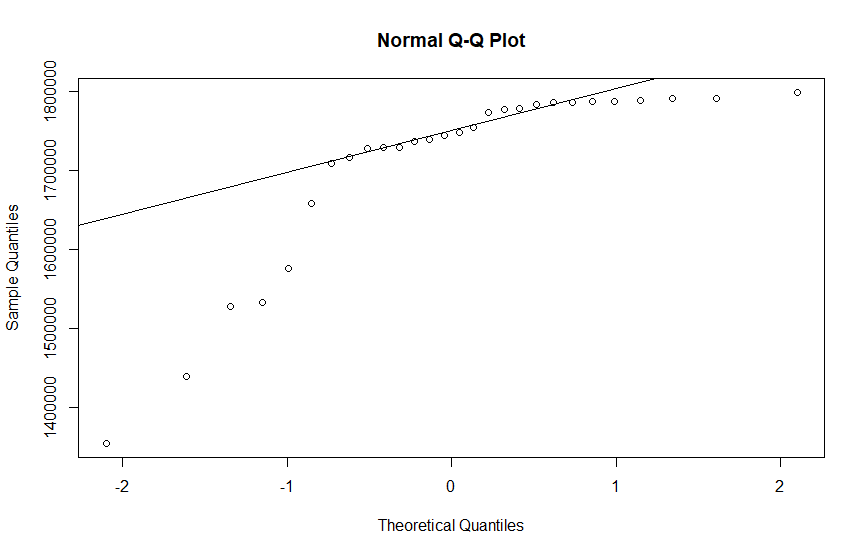 Normal Q-Q Plot
1800000
1700000
1600000
1500000
1400000
Sample Quantiles
-2 -1 0 1 2
Theoretical Quantiles